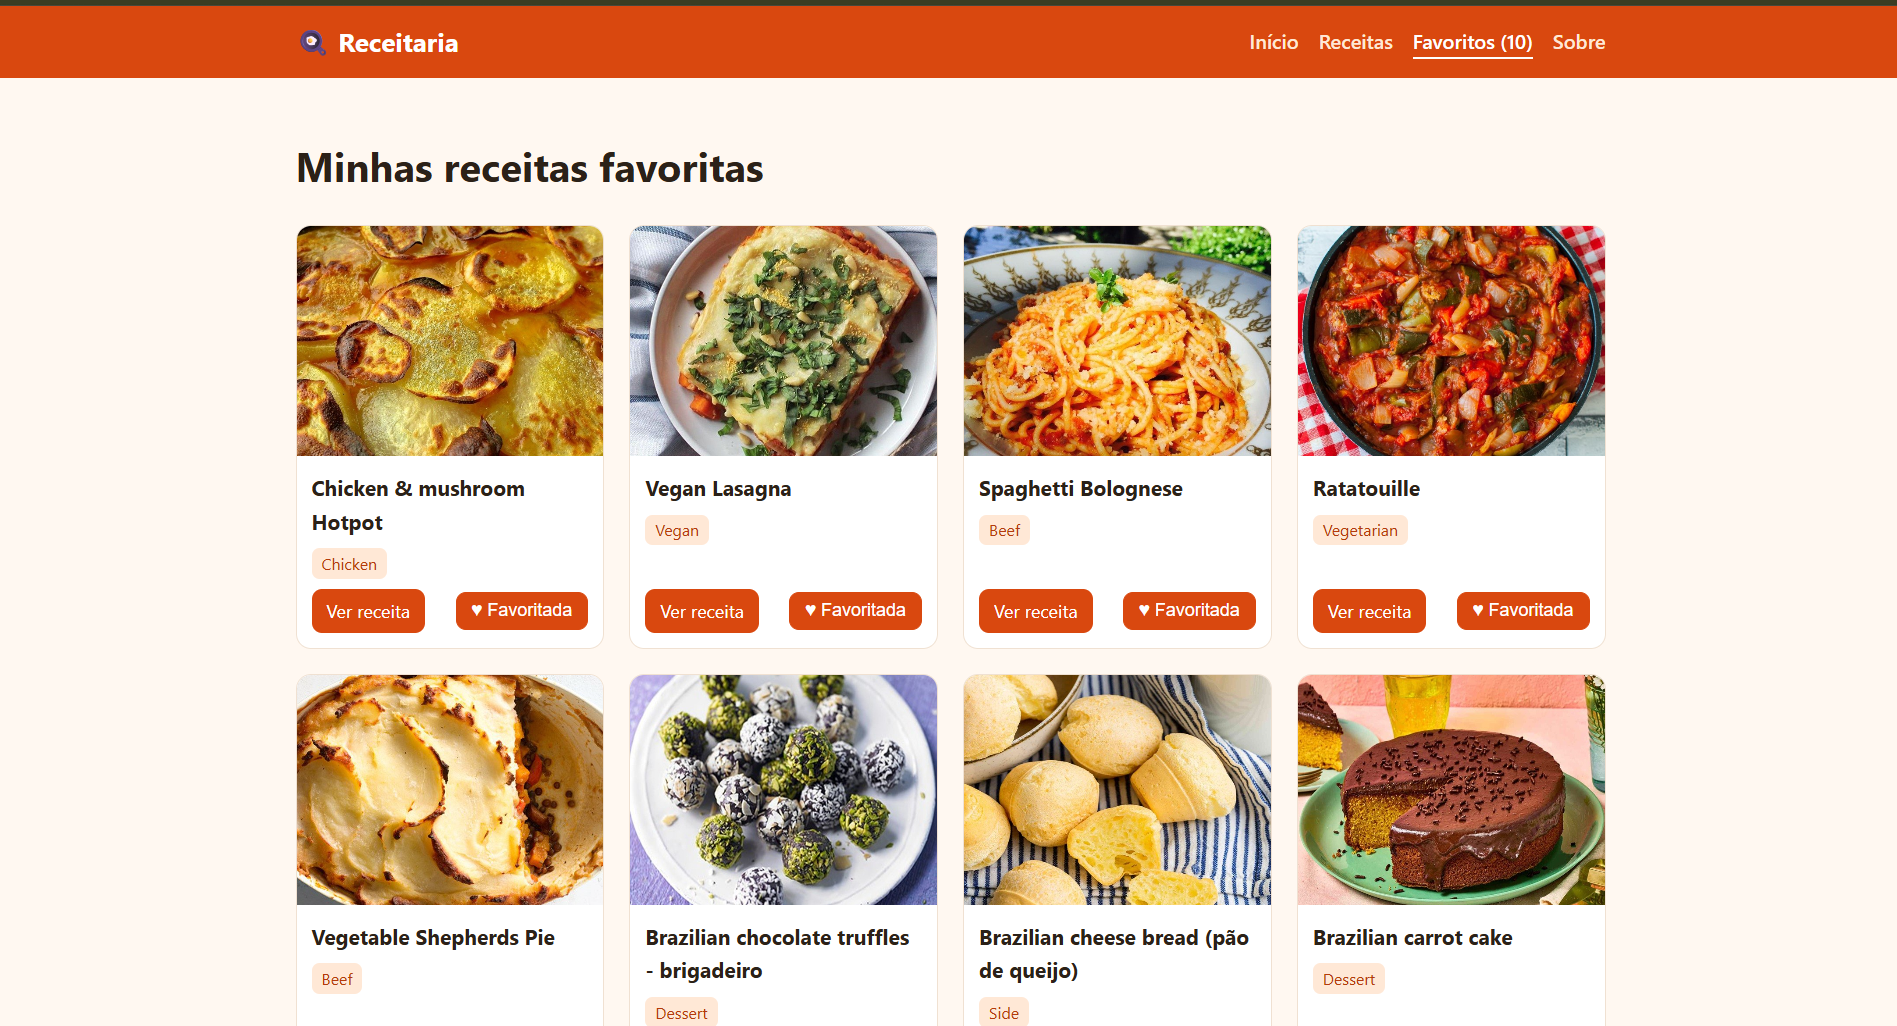 Receitaria
Início Receitas Favoritos (10) Sobre
Minhas receitas favoritas
Chicken & mushroom
Hotpot
Chicken
Ver receita ♥ Favoritada
Vegan Lasagna
Vegan
Ver receita ♥ Favoritada
Spaghetti Bolognese
Beef
Ver receita ♥ Favoritada
Ratatouille
Vegetarian
Ver receita ♥ Favoritada
Vegetable Shepherds Pie
Beef
Brazilian chocolate truffles
- brigadeiro
Dessert
Brazilian cheese bread (pão
de queijo)
Side
Brazilian carrot cake
Dessert